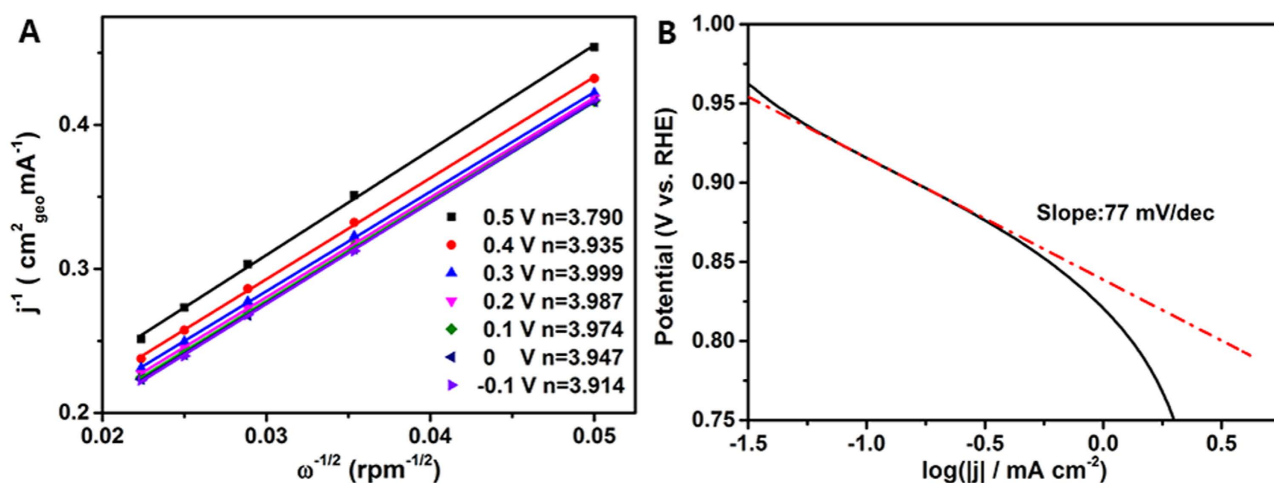 A
j⁻¹ ( cm²geo mA⁻¹)
0.4
0.3
0.2
0.5 V n=3.790
0.4 V n=3.935
0.3 V n=3.999
0.2 V n=3.987
0.1 V n=3.974
0 V n=3.947
-0.1 V n=3.914
0.02 0.03 0.04 0.05
ω⁻¹/² (rpm⁻¹/²)
B
Potential (V vs. RHE)
1.00
0.95
0.90
0.85
0.80
0.75
Slope:77 mV/dec
-1.5 -1.0 -0.5 0.0 0.5
log(|j| / mA cm⁻²)